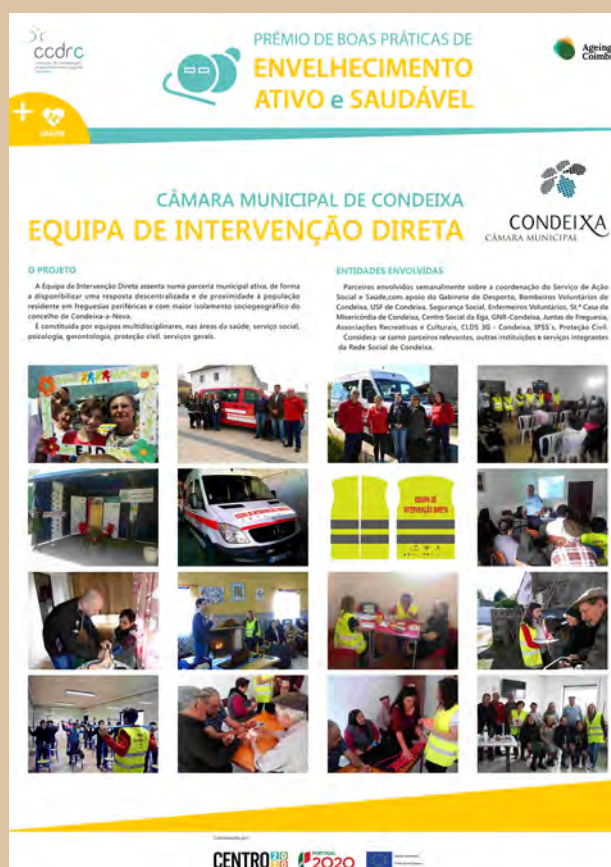 ccdrc
PRÉMIO DE BOAS PRÁTICAS DE
ENVELHECIMENTO
ATIVO e SAUDÁVEL
Ageing
Coimbra
+
SAÚDE
CÂMARA MUNICIPAL DE CONDEIXA
EQUIPA DE INTERVENÇÃO DIRETA
CONDEIXA
CÂMARA MUNICIPAL
O PROJETO
A Equipa de Intervenção Direta assenta numa parceria municipal ativa, de forma
a disponibilizar uma resposta descentralizada e de proximidade à população
residente em freguesias periféricas e com maior isolamento sociogeográfico do
concelho de Condeixa-a-Nova.
É constituída por equipas multidisciplinares, nas áreas da saúde, serviço social,
psicologia, gerontologia, proteção civil, serviços gerais.
ENTIDADES ENVOLVIDAS
Parceiros envolvidos semanalmente sobre a coordenação do Serviço de Ação
Social e Saúde,com apoio do Gabinete de Desporto, Bombeiros Voluntários de
Condeixa, USF de Condeixa, Segurança Social, Enfermeiros Voluntários, St.ª Casa da
Misericórdia de Condeixa, Centro Social da Ega, GNR-Condeixa, Juntas de Freguesia,
Associações Recreativas e Culturais, CLDS 3G - Condeixa, IPSS´s, Proteção Civil.
Considera-se como parceiros relevantes, outras instituições e serviços integrantes
da Rede Social de Condeixa.
EID
EQUIPA DE
INTERVENÇÃO DIRETA
Cofinanciado por:
CENTRO 2020
PORTUGAL
2020